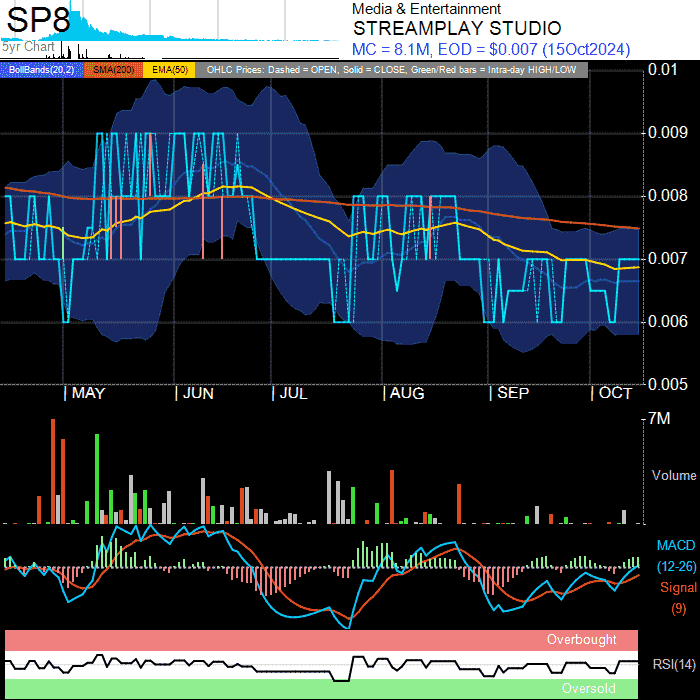 SP8
5yr Chart
Media & Entertainment
STREAMPLAY STUDIO
MC = 8.1M, EOD = $0.007 (15Oct2024)
BollBands(20,2) SMA(200) EMA(50) OHLC Prices: Dashed = OPEN, Solid = CLOSE, Green/Red bars = Intra-day HIGH/LOW
0.01
0.009
0.008
0.007
0.006
0.005
| MAY | JUN | JUL | AUG | SEP | OCT
7M
Volume
MACD
(12-26)
Signal
(9)
Overbought
RSI(14)
Oversold